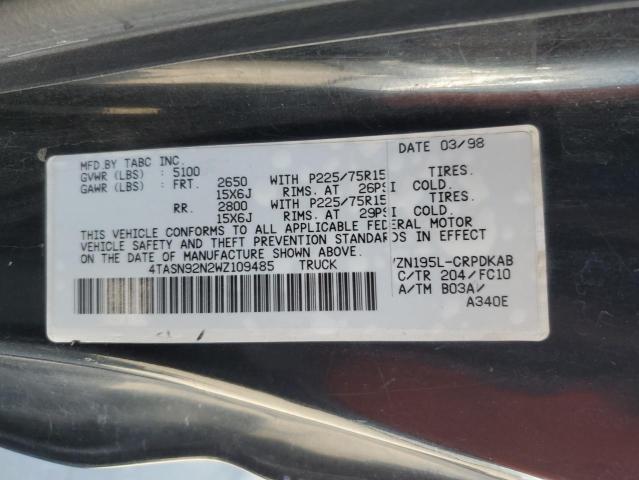 MFD.BY TABC INC. DATE 03/98
GVWR (LBS) : 5100
GAWR (LBS) : FRT. 2650 WITH P225/75R15 TIRES.
15X6J RIMS. AT 26PSI COLD.
RR. 2800 WITH P225/75R15 TIRES.
15X6J RIMS. AT 29PSI COLD.
THIS VEHICLE CONFORMS TO ALL APPLICABLE FEDERAL MOTOR
VEHICLE SAFETY AND THEFT PREVENTION STANDARDS IN EFFECT
ON THE DATE OF MANUFACTURE SHOWN ABOVE.
4TASN92N2WZ109485 TRUCK
VZN195L-CRPDKAB
C/TR 204/FC10
A/TM B03A/
A340E